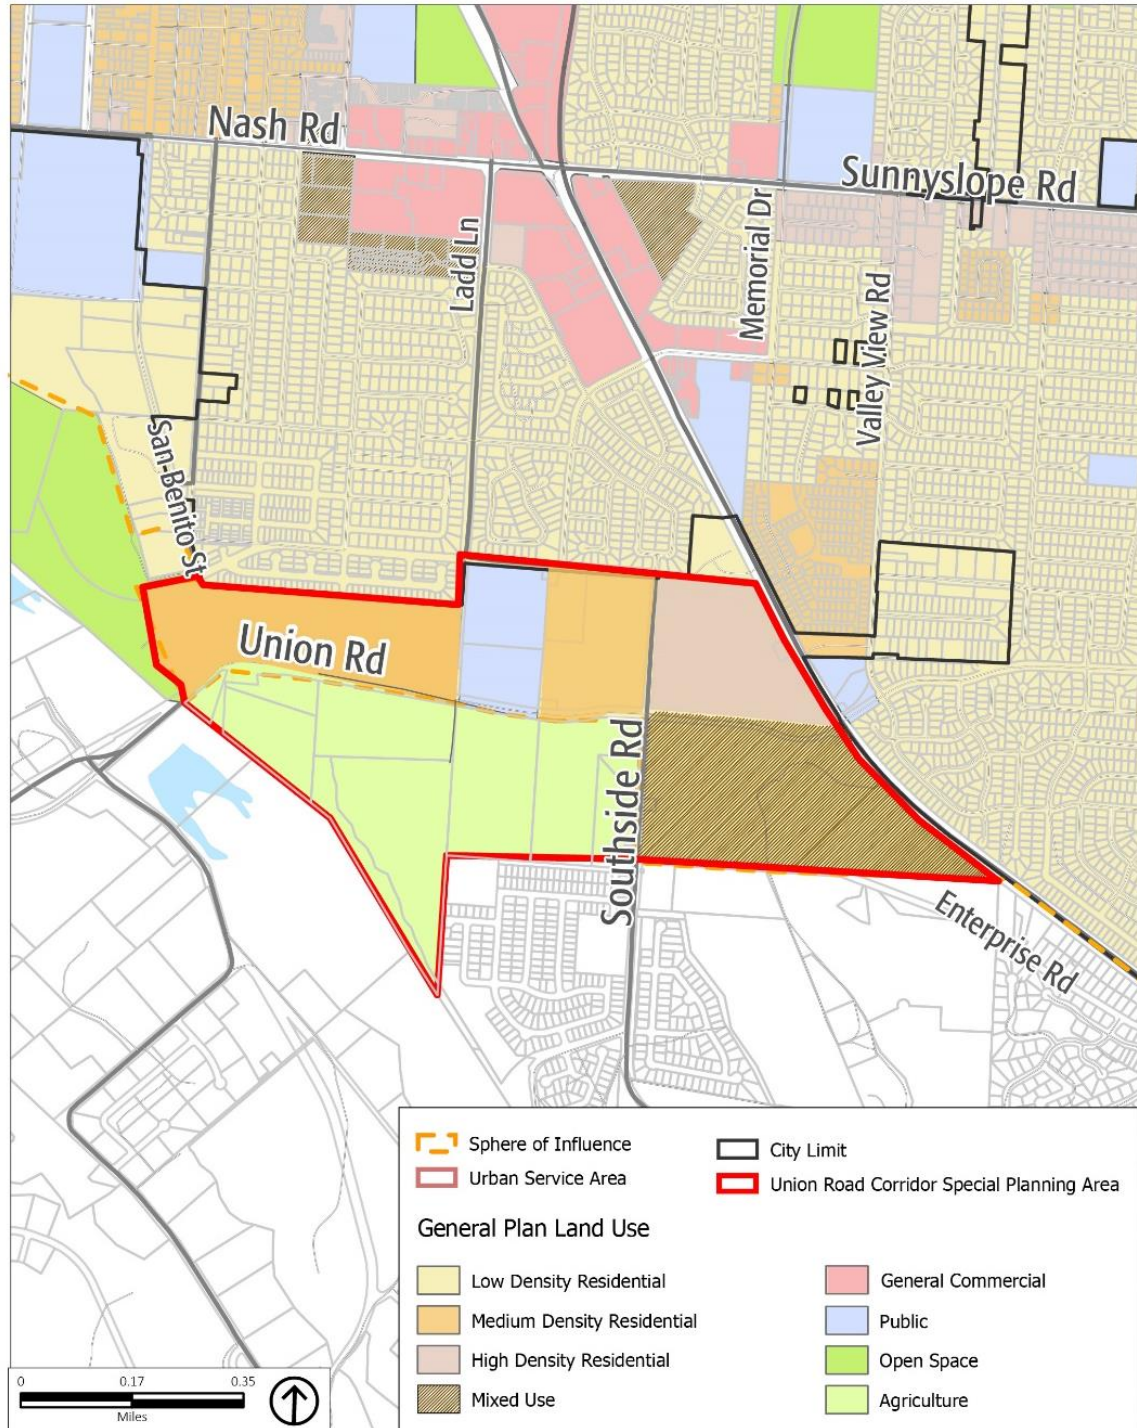 Nash Rd
Sunnyslope Rd
Ladd Ln
Memorial Dr
Valley View Rd
San Benito St
Union Rd
Southside Rd
Enterprise Rd
Sphere of Influence
Urban Service Area
City Limit
Union Road Corridor Special Planning Area
General Plan Land Use
Low Density Residential
Medium Density Residential
High Density Residential
Mixed Use
General Commercial
Public
Open Space
Agriculture
0 0.17 0.35
Miles